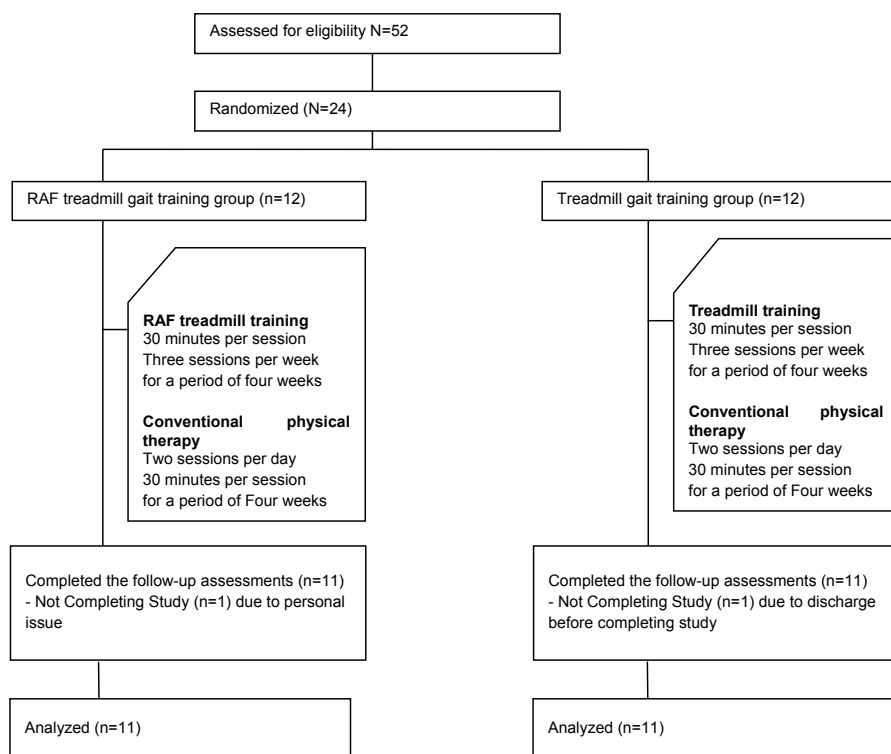 Assessed for eligibility N=52
Randomized (N=24)
RAF treadmill gait training group (n=12)
Treadmill gait training group (n=12)
RAF treadmill training
30 minutes per session
Three sessions per week
for a period of four weeks
Conventional physical
therapy
Two sessions per day
30 minutes per session
for a period of Four weeks
Treadmill training
30 minutes per session
Three sessions per week
for a period of four weeks
Conventional physical
therapy
Two sessions per day
30 minutes per session
for a period of Four weeks
Completed the follow-up assessments (n=11)
- Not Completing Study (n=1) due to personal
issue
Completed the follow-up assessments (n=11)
- Not Completing Study (n=1) due to discharge
before completing study
Analyzed (n=11)
Analyzed (n=11)